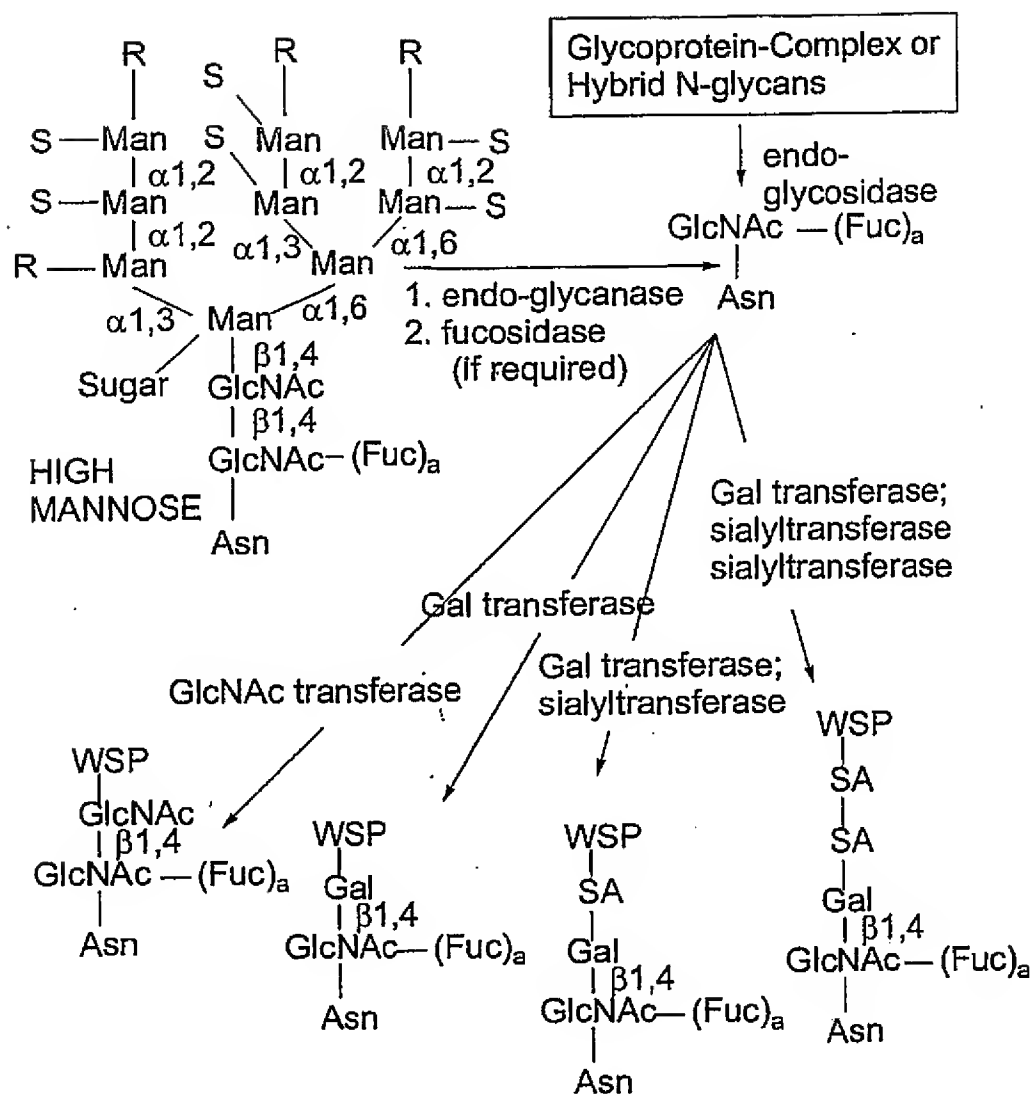 R
R
R
S
S—Man
Man
Man—S
α1,2
S
α1,2
α1,2
S—Man
Man
Man—S
α1,2
α1,3
α1,6
R—Man
Man
α1,3
Man
α1,6
β1,4
Sugar
GlcNAc
β1,4
GlcNAc—(Fuc)a
HIGH
MANNOSE
Asn
Glycoprotein-Complex or
Hybrid N-glycans
endo-
glycosidase
GlcNAc—(Fuc)a
Asn
1. endo-glycanase
2. fucosidase
(if required)
GlcNAc transferase
Gal transferase
Gal transferase;
sialyltransferase
Gal transferase;
sialyltransferase
sialyltransferase
WSP
GlcNAc
β1,4
GlcNAc—(Fuc)a
Asn
WSP
Gal
β1,4
GlcNAc—(Fuc)a
Asn
WSP
SA
Gal
β1,4
GlcNAc—(Fuc)a
Asn
WSP
SA
SA
Gal
β1,4
GlcNAc—(Fuc)a
Asn